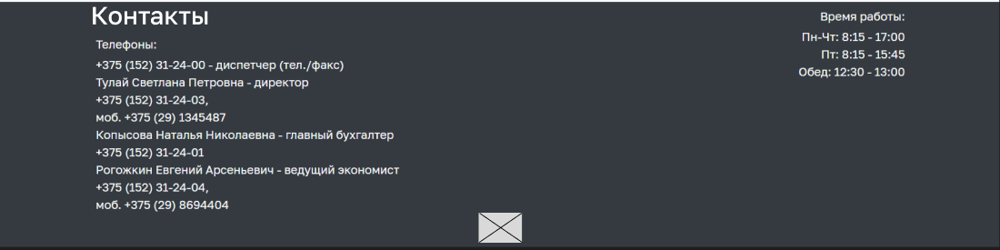 Контакты
Телефоны:
+375 (152) 31-24-00 - диспетчер (тел./факс)
Тулай Светлана Петровна - директор
+375 (152) 31-24-03,
моб. +375 (29) 1345487
Копысова Наталья Николаевна - главный бухгалтер
+375 (152) 31-24-01
Рогожкин Евгений Арсеньевич - ведущий экономист
+375 (152) 31-24-04,
моб. +375 (29) 8694404
Время работы:
Пн-Чт: 8:15 - 17:00
Пт: 8:15 - 15:45
Обед: 12:30 - 13:00